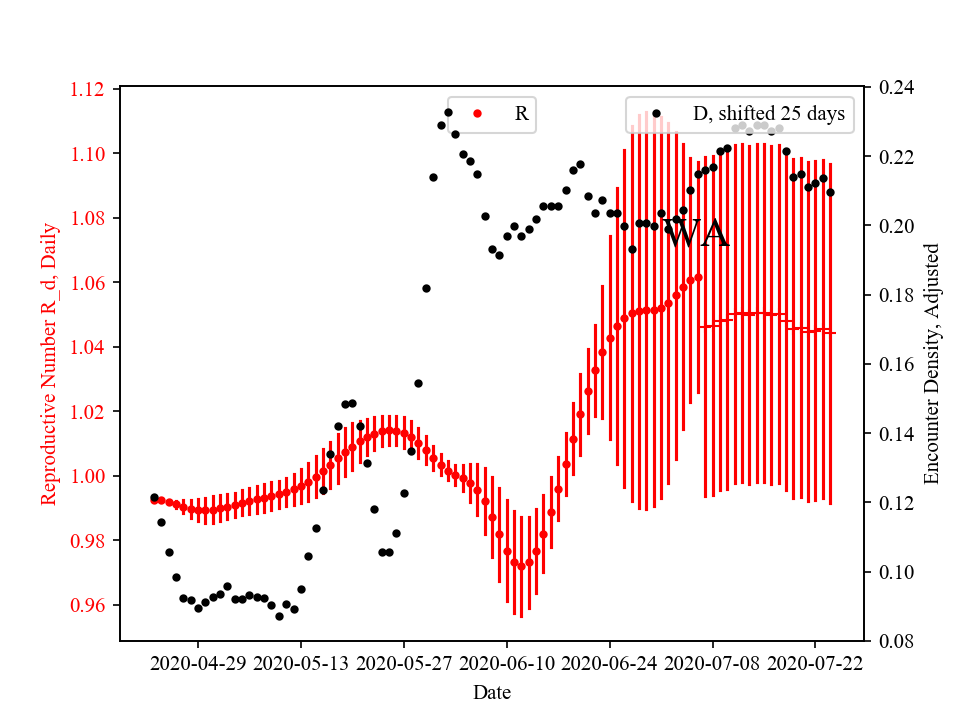 R
D, shifted 25 days
WA
Reproductive Number R_d, Daily
1.12
1.10
1.08
1.06
1.04
1.02
1.00
0.98
0.96
Encounter Density, Adjusted
0.24
0.22
0.20
0.18
0.16
0.14
0.12
0.10
0.08
2020-04-29 2020-05-13 2020-05-27 2020-06-10 2020-06-24 2020-07-08 2020-07-22
Date